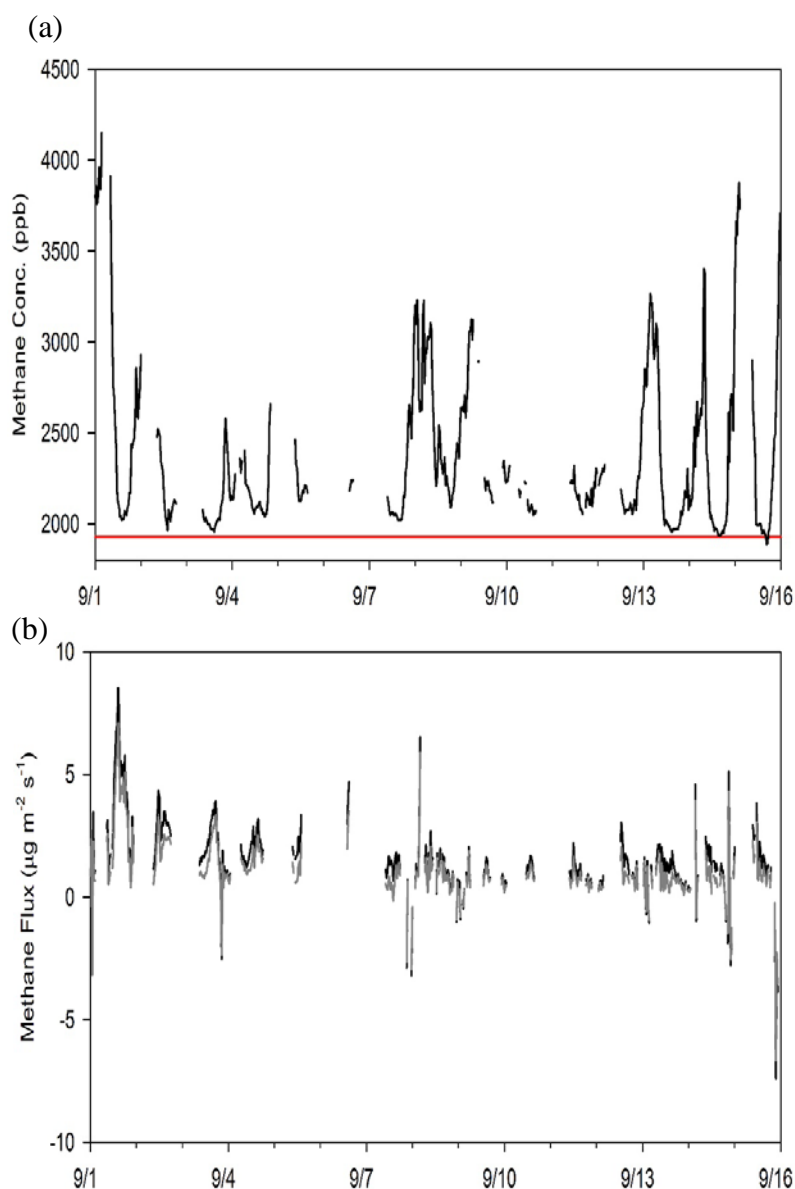 (a)
4500
4000
3500
3000
2500
2000
Methane Conc. (ppb)
9/1 9/4 9/7 9/10 9/13 9/16
(b)
10
5
0
-5
-10
Methane Flux (µg m⁻² s⁻¹)
9/1 9/4 9/7 9/10 9/13 9/16